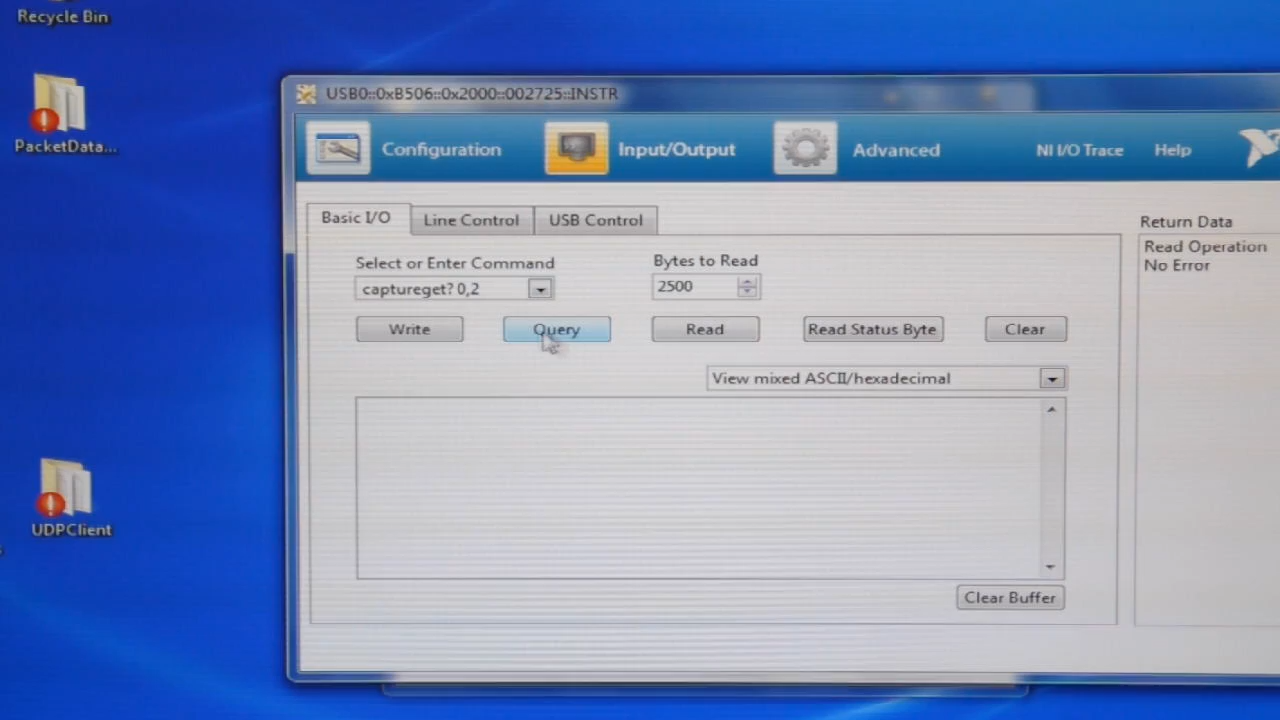 Recycle Bin
PacketData...
UDPClient
USB0::0xB506::0x2000::002725::INSTR
Configuration
Input/Output
Advanced
NI I/O Trace
Help
Basic I/O
Line Control
USB Control
Select or Enter Command
captureget? 0,2
Bytes to Read
2500
Write
Query
Read
Read Status Byte
Clear
View mixed ASCII/hexadecimal
Clear Buffer
Return Data
Read Operation
No Error